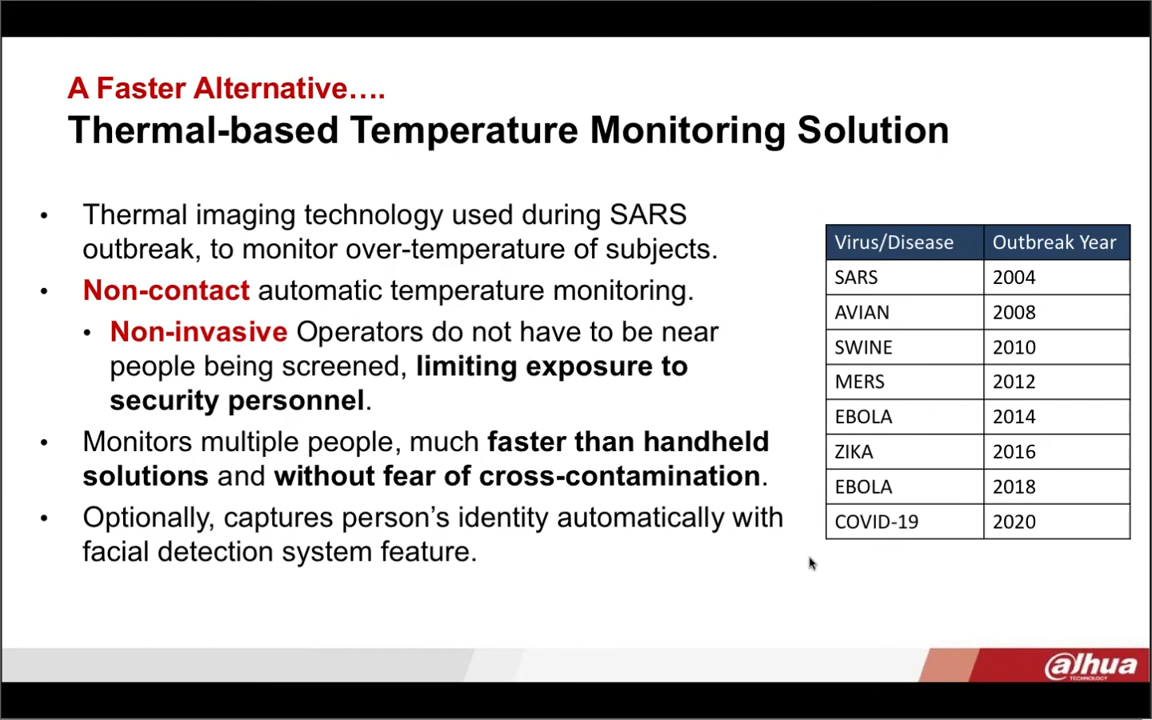 A Faster Alternative….
Thermal-based Temperature Monitoring Solution
• Thermal imaging technology used during SARS
outbreak, to monitor over-temperature of subjects.
• Non-contact automatic temperature monitoring.
• Non-invasive Operators do not have to be near
people being screened, limiting exposure to
security personnel.
• Monitors multiple people, much faster than handheld
solutions and without fear of cross-contamination.
• Optionally, captures person’s identity automatically with
facial detection system feature.
Virus/Disease Outbreak Year
SARS 2004
AVIAN 2008
SWINE 2010
MERS 2012
EBOLA 2014
ZIKA 2016
EBOLA 2018
COVID-19 2020
alhua
TECHNOLOGY